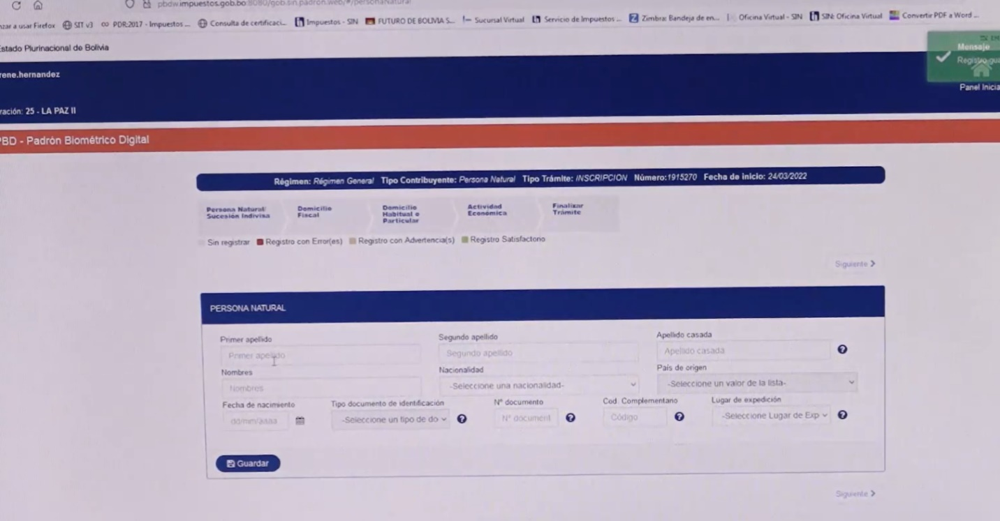 pbdw.impuestos.gob.bo:8080/gob.sin.padron.web/#/personaNatural
nzar a usar Firefox SIT v3 PDR:2017 - Impuestos ... Consulta de certificaci... Impuestos - SIN FUTURO DE BOLIVIA S... Sucursal Virtual Servicio de Impuestos ... Zimbra: Bandeja de en... Oficina Virtual - SIN SIN: Oficina Virtual Convertir PDF a Word ...
Estado Plurinacional de Bolivia
Mensaje
rene.hernandez
Registro gua
Panel Inicia
ración: 25 - LA PAZ II
PBD - Padrón Biométrico Digital
Régimen: Régimen General Tipo Contribuyente: Persona Natural Tipo Trámite: INSCRIPCION Número:1915270 Fecha de inicio: 24/03/2022
Persona Natural/ Domicilio Domicilio Actividad Finalizar
Sucesión Indivisa Fiscal Habitual o Económica Trámite
Particular
Sin registrar Registro con Error(es) Registro con Advertencia(s) Registro Satisfactorio
Siguiente >
PERSONA NATURAL
Primer apellido Segundo apellido Apellido casada
Primer apellido Segundo apellido Apellido casada
Nombres Nacionalidad País de origen
Nombres -Seleccione una nacionalidad- -Seleccione un valor de la lista-
Fecha de nacimiento Tipo documento de identificación N° documento Cod. Complementario Lugar de expedición
dd/mm/aaaa -Seleccione un tipo de do N° document Código -Seleccione Lugar de Exp
Guardar
Siguiente >